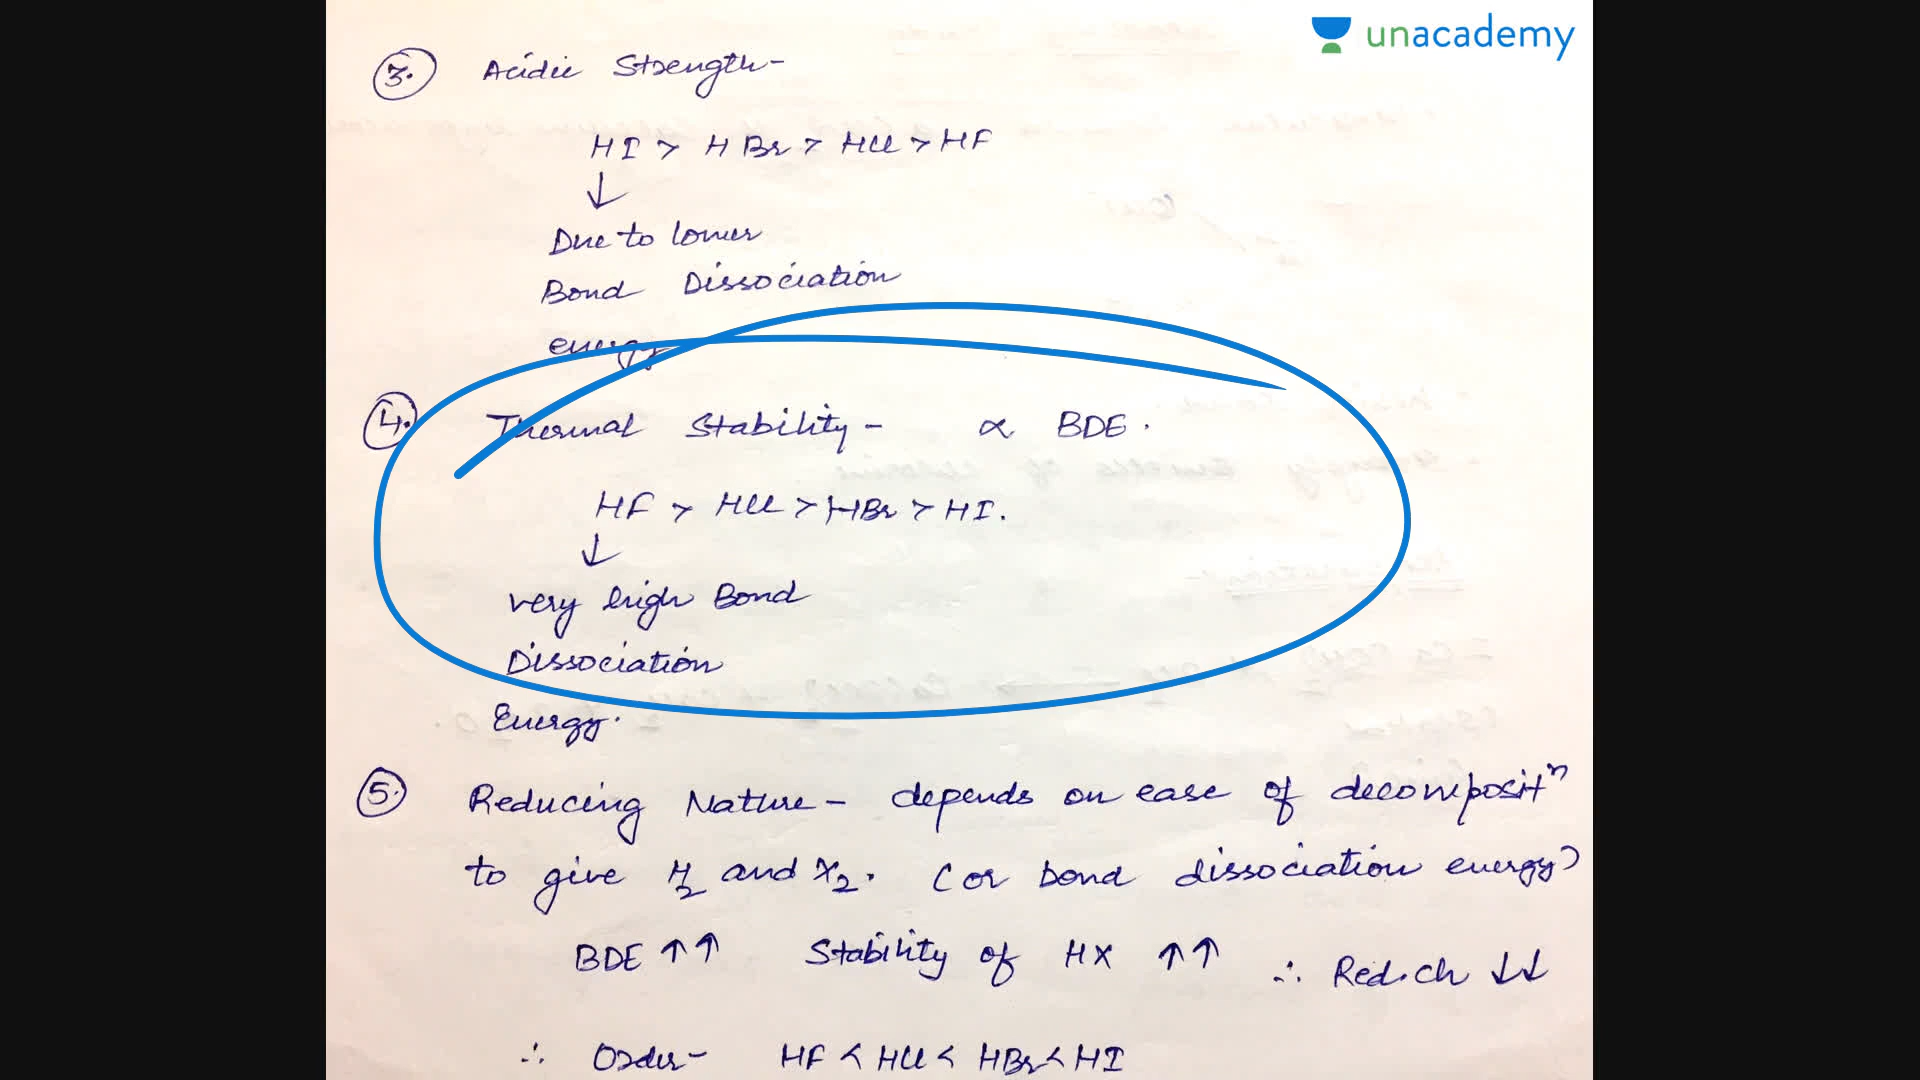 unacademy
3. Acidic Strength-
HI > HBr > HCl > HF
↓
Due to lower
Bond Dissociation
energy
4. Thermal Stability- ∝ BDE.
HF > HCl > HBr > HI.
↓
very high Bond
Dissociation
Energy.
5. Reducing Nature- depends on ease of decompositⁿ
to give H₂ and X₂. (or bond dissociation energy)
BDE ↑↑ Stability of HX ↑↑ ∴ Red.ch ↓↓
∴ Order- HF < HCl < HBr < HI